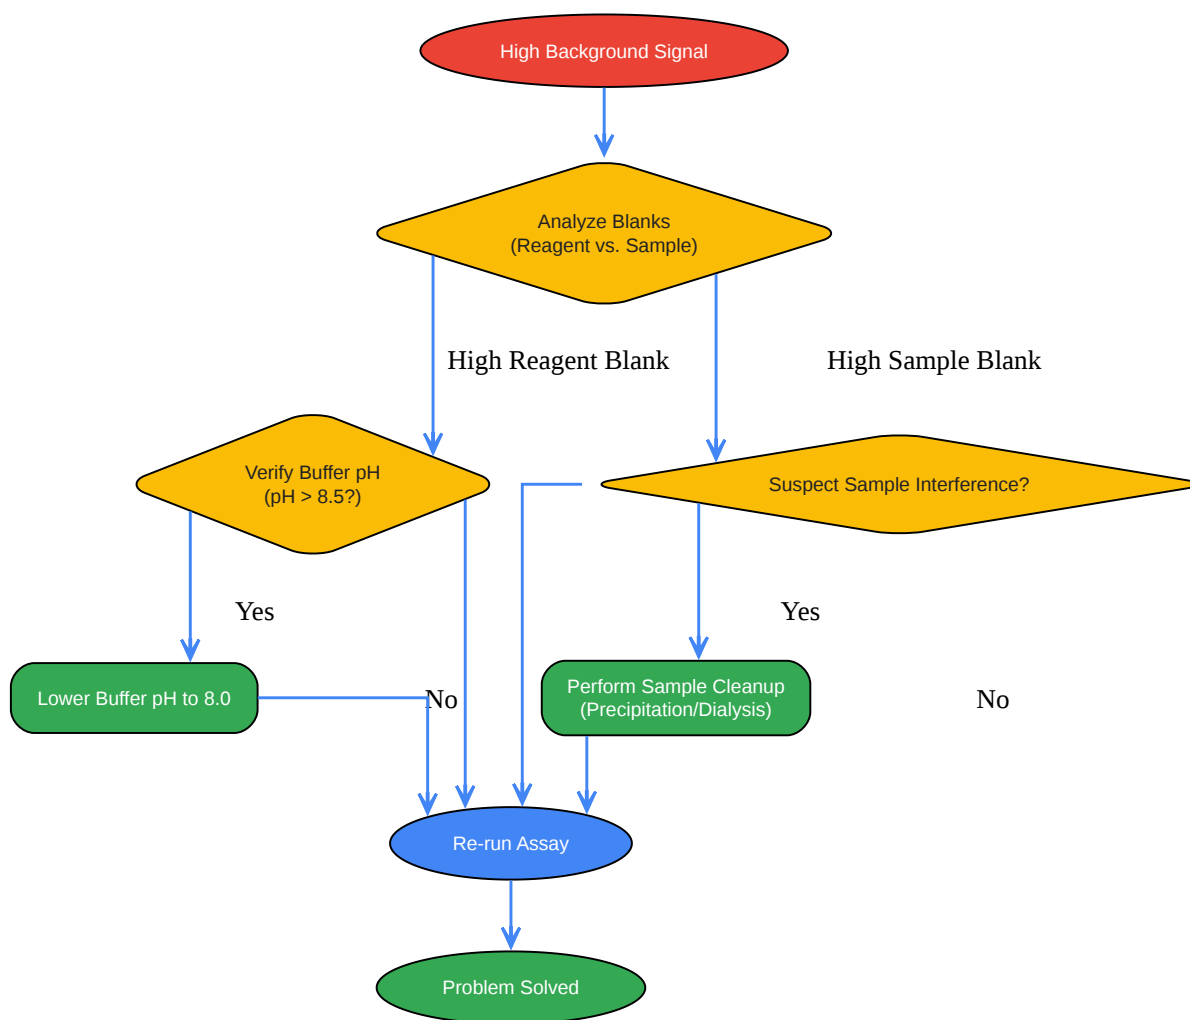 High Background Signal
Analyze Blanks
(Reagent vs. Sample)
High Reagent Blank
High Sample Blank
Verify Buffer pH
(pH > 8.5?)
Suspect Sample Interference?
Yes
Yes
Lower Buffer pH to 8.0
No
Perform Sample Cleanup
(Precipitation/Dialysis)
No
Re-run Assay
Problem Solved